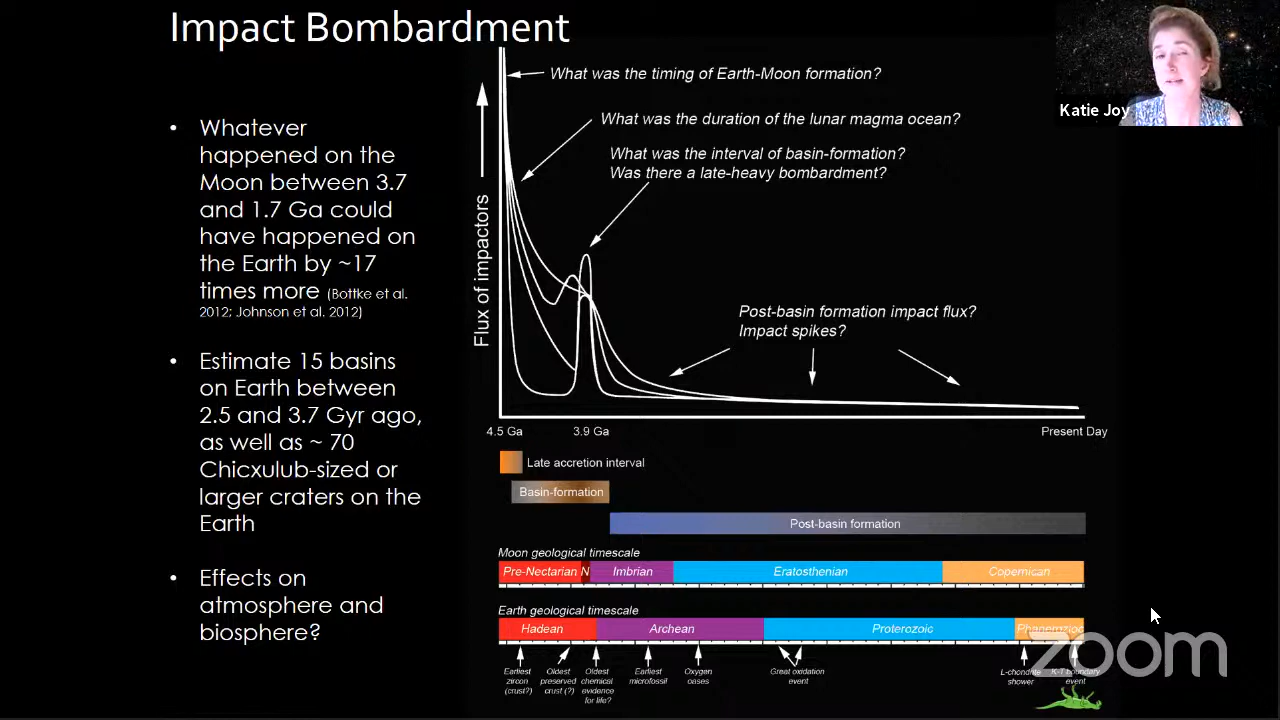 Impact Bombardment
Katie Joy
• Whatever
happened on the
Moon between 3.7
and 1.7 Ga could
have happened on
the Earth by ~17
times more (Bottke et al.
2012; Johnson et al. 2012)
• Estimate 15 basins
on Earth between
2.5 and 3.7 Gyr ago,
as well as ~ 70
Chicxulub-sized or
larger craters on the
Earth
• Effects on
atmosphere and
biosphere?
What was the timing of Earth-Moon formation?
What was the duration of the lunar magma ocean?
What was the interval of basin-formation?
Was there a late-heavy bombardment?
Post-basin formation impact flux?
Impact spikes?
Flux of impactors
4.5 Ga
3.9 Ga
Present Day
Late accretion interval
Basin-formation
Post-basin formation
Moon geological timescale
Pre-Nectarian N Imbrian Eratosthenian Copernican
Earth geological timescale
Hadean Archean Proterozoic Phanerozoic
Earliest
zircon
(crust?)
Oldest
preserved
crust (?)
Oldest
chemical
evidence
for life?
Earliest
microfossil
Oxygen
oases
Great oxidation
event
L-chondrite
shower
K-T boundary
event
zoom